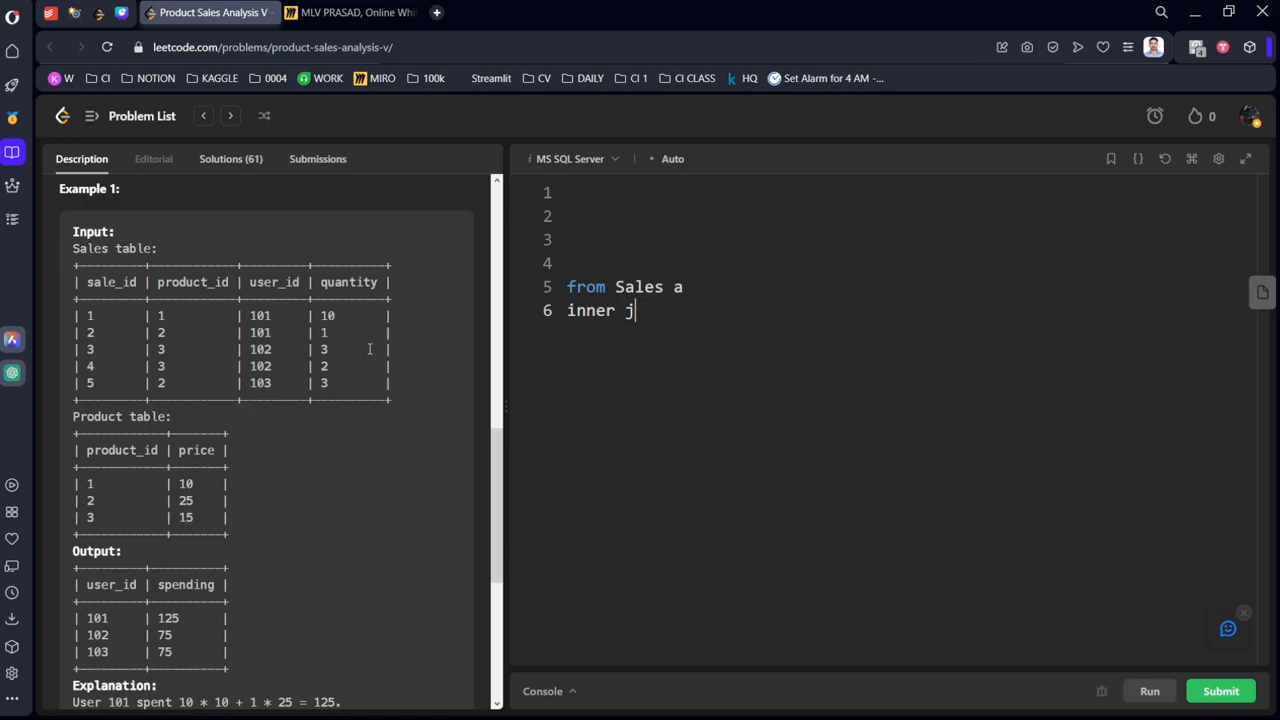 Product Sales Analysis V
MLV PRASAD, Online Whit
leetcode.com/problems/product-sales-analysis-v/
W
CI
NOTION
KAGGLE
0004
WORK
MIRO
100k
Streamlit
CV
DAILY
CI 1
CI CLASS
HQ
Set Alarm for 4 AM -...
Problem List
0
Description
Editorial
Solutions (61)
Submissions
Example 1:
Input:
Sales table:
+---------+------------+---------+----------+
| sale_id | product_id | user_id | quantity |
+---------+------------+---------+----------+
| 1 | 1 | 101 | 10 |
| 2 | 2 | 101 | 1 |
| 3 | 3 | 102 | 3 |
| 4 | 3 | 102 | 2 |
| 5 | 2 | 103 | 3 |
+---------+------------+---------+----------+
Product table:
+------------+-------+
| product_id | price |
+------------+-------+
| 1 | 10 |
| 2 | 25 |
| 3 | 15 |
+------------+-------+
Output:
+---------+----------+
| user_id | spending |
+---------+----------+
| 101 | 125 |
| 102 | 75 |
| 103 | 75 |
+---------+----------+
Explanation:
User 101 spent 10 * 10 + 1 * 25 = 125.
i MS SQL Server
• Auto
1
2
3
4
5 from Sales a
6 inner j
Console
Run
Submit